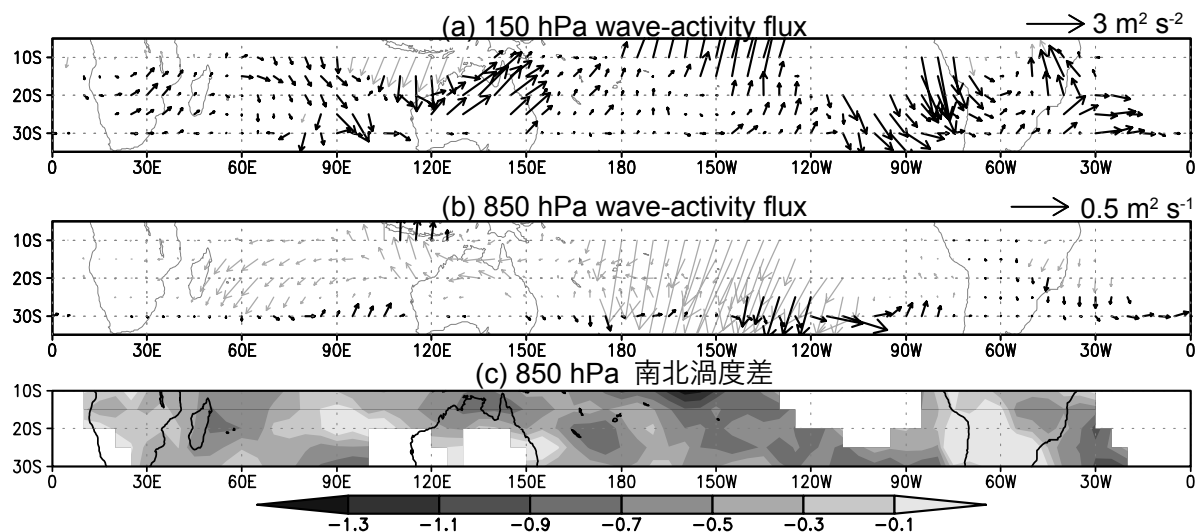 (a) 150 hPa wave-activity flux
3 m² s⁻²
10S
20S
30S
0 30E 60E 90E 120E 150E 180 150W 120W 90W 60W 30W 0
(b) 850 hPa wave-activity flux
0.5 m² s⁻¹
10S
20S
30S
0 30E 60E 90E 120E 150E 180 150W 120W 90W 60W 30W 0
(c) 850 hPa 南北渦度差
10S
20S
30S
0 30E 60E 90E 120E 150E 180 150W 120W 90W 60W 30W 0
−1.3 −1.1 −0.9 −0.7 −0.5 −0.3 −0.1